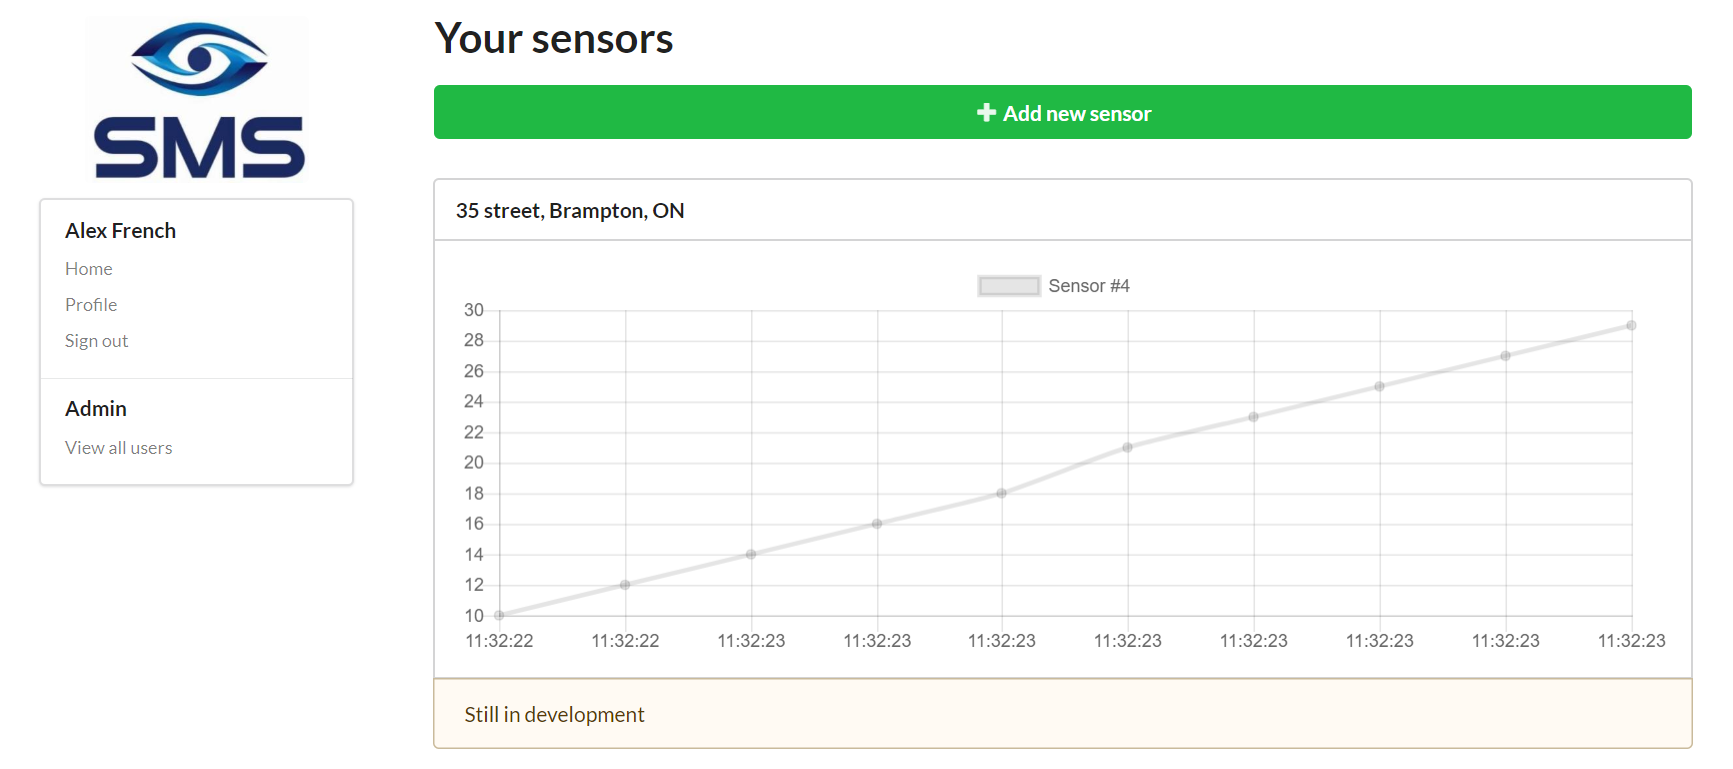 SMS
Alex French
Home
Profile
Sign out
Admin
View all users
Your sensors
Add new sensor
35 street, Brampton, ON
Sensor #4
30
28
26
24
22
20
18
16
14
12
10
11:32:22 11:32:22 11:32:23 11:32:23 11:32:23 11:32:23 11:32:23 11:32:23 11:32:23 11:32:23
Still in development